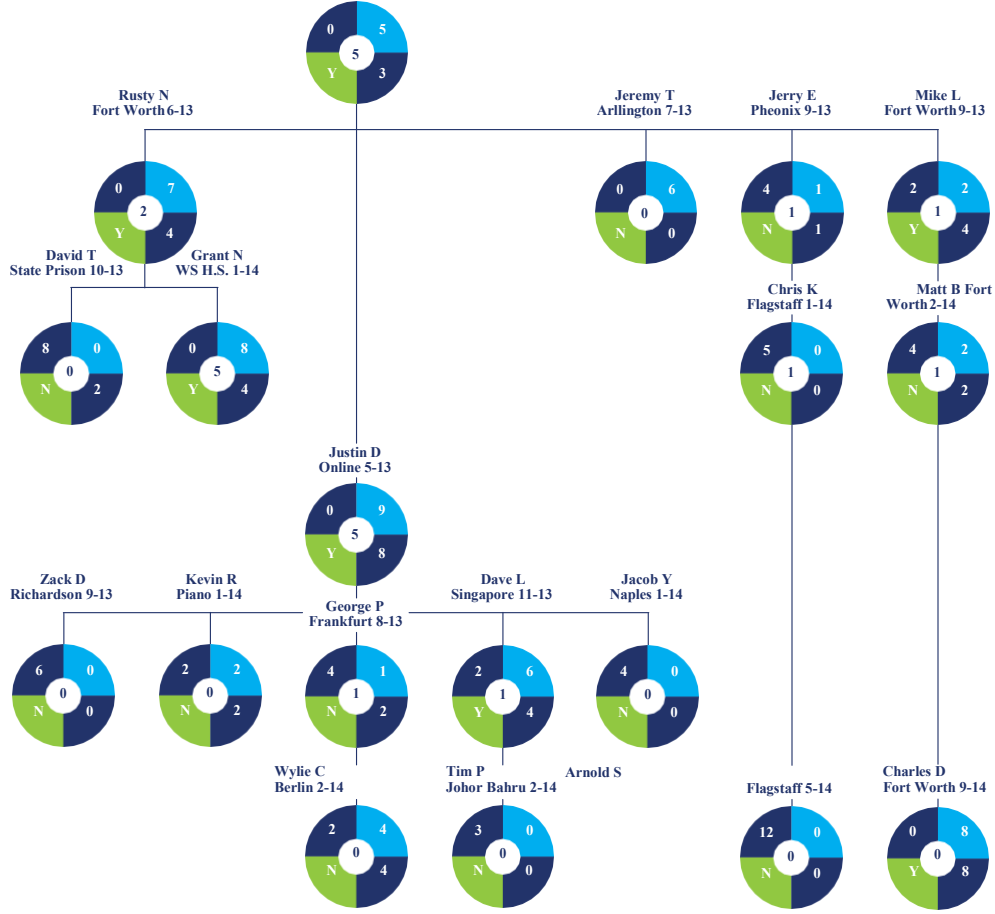 0 5
5
Y 3
Rusty N
Fort Worth 6-13
Jeremy T
Arllington 7-13
Jerry E
Pheonix 9-13
Mike L
Fort Worth 9-13
0 7
2
Y 4
0 6
0
N 0
4 1
1
N 1
2 2
1
Y 4
David T
State Prison 10-13
Grant N
WS H.S. 1-14
Chris K
Flagstaff 1-14
Matt B Fort
Worth 2-14
8 0
0
N 2
0 8
5
Y 4
5 0
1
N 0
4 2
1
N 2
Justin D
Online 5-13
0 9
5
Y 8
Zack D
Richardson 9-13
Kevin R
Piano 1-14
George P
Frankfurt 8-13
Dave L
Singapore 11-13
Jacob Y
Naples 1-14
6 0
0
N 0
2 2
0
N 2
4 1
1
N 2
2 6
1
Y 4
4 0
0
N 0
Wylie C
Berlin 2-14
Tim P
Johor Bahru 2-14
Arnold S
Flagstaff 5-14
Charles D
Fort Worth 9-14
2 4
0
N 4
3 0
0
N 0
12 0
0
N 0
0 8
0
Y 8